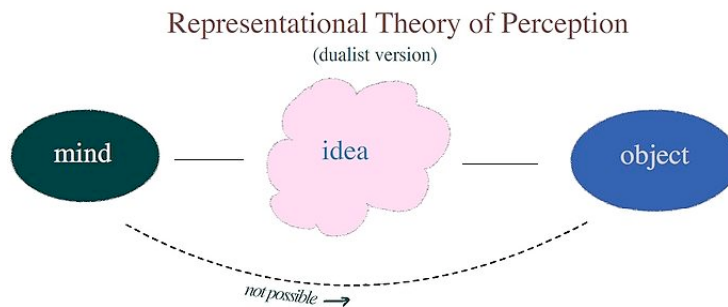 Representational Theory of Perception
(dualist version)
mind
idea
object
not possible →